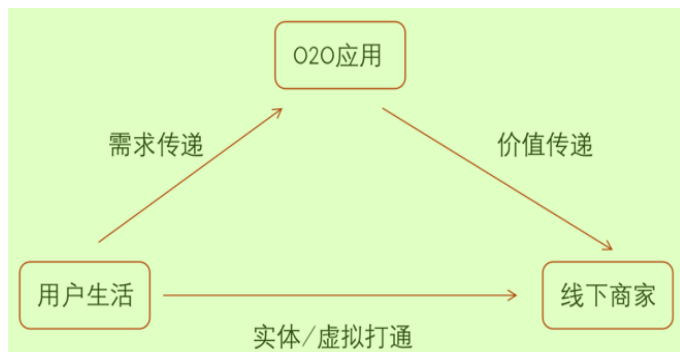 O2O应用
需求传递
价值传递
用户生活
线下商家
实体/虚拟打通